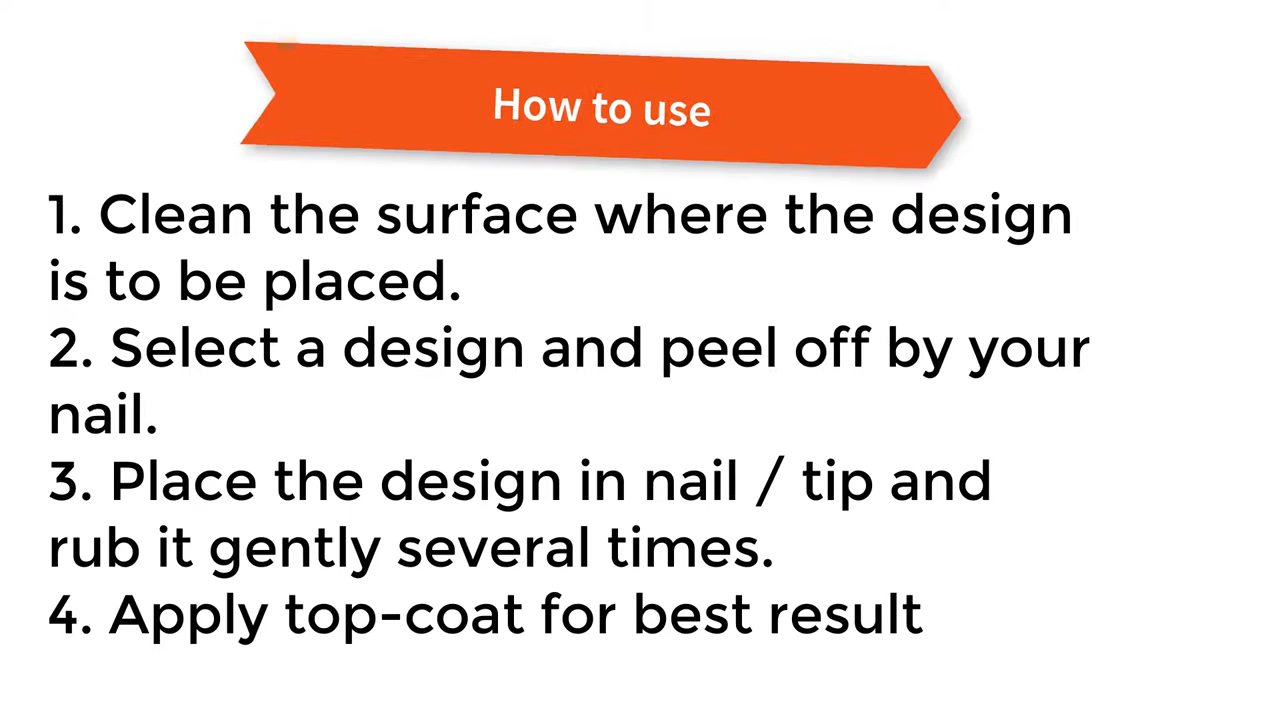 How to use
1. Clean the surface where the design
is to be placed.
2. Select a design and peel off by your
nail.
3. Place the design in nail / tip and
rub it gently several times.
4. Apply top-coat for best result